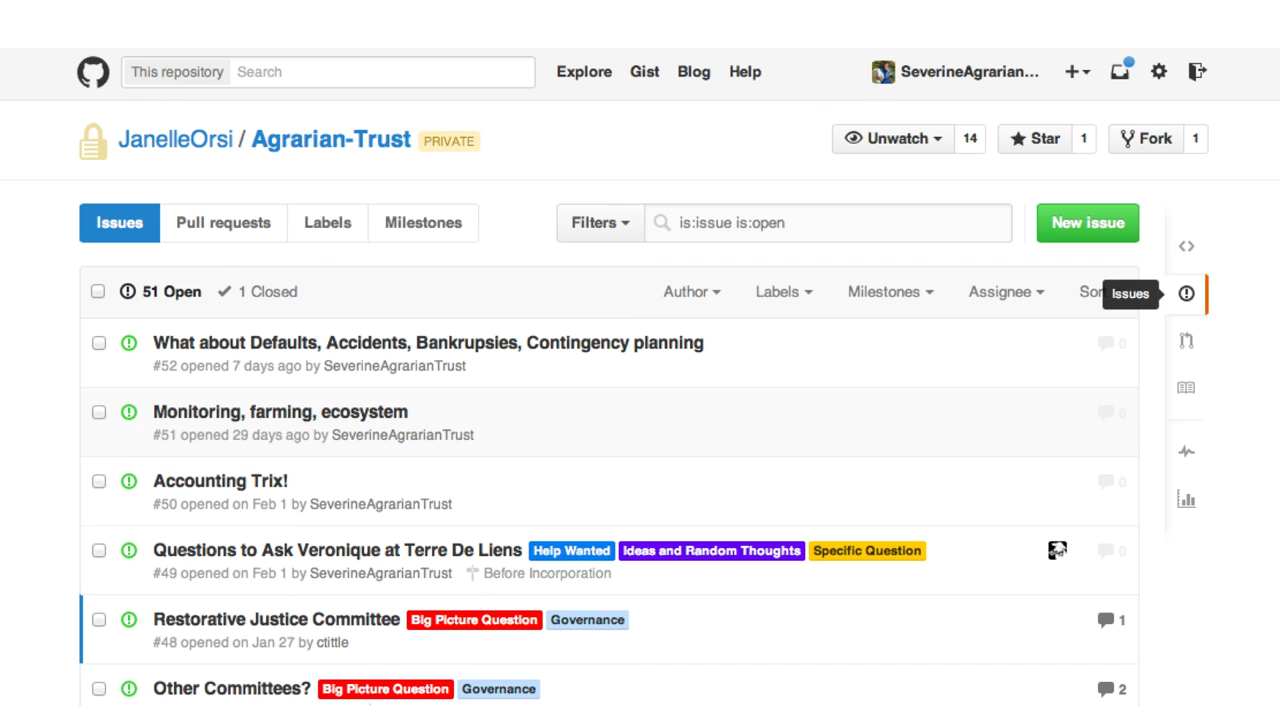 This repository Search Explore Gist Blog Help SeverineAgrarian...
JanelleOrsi / Agrarian-Trust PRIVATE Unwatch 14 Star 1 Fork 1
Issues Pull requests Labels Milestones Filters is:issue is:open New issue
51 Open 1 Closed Author Labels Milestones Assignee Sor Issues
What about Defaults, Accidents, Bankrupsies, Contingency planning 0
#52 opened 7 days ago by SeverineAgrarianTrust
Monitoring, farming, ecosystem 0
#51 opened 29 days ago by SeverineAgrarianTrust
Accounting Trix! 0
#50 opened on Feb 1 by SeverineAgrarianTrust
Questions to Ask Veronique at Terre De Liens Help Wanted Ideas and Random Thoughts Specific Question 0
#49 opened on Feb 1 by SeverineAgrarianTrust Before Incorporation
Restorative Justice Committee Big Picture Question Governance 1
#48 opened on Jan 27 by ctittle
Other Committees? Big Picture Question Governance 2